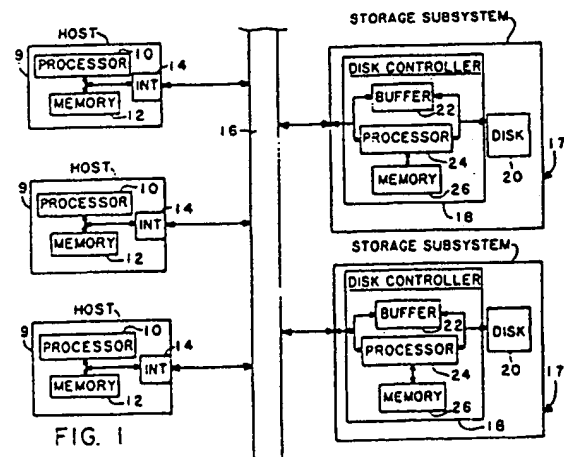 HOST
9
10
PROCESSOR
14
INT
MEMORY
12
HOST
9
10
PROCESSOR
14
INT
MEMORY
12
HOST
9
10
PROCESSOR
14
INT
MEMORY
12
FIG. 1
16
STORAGE SUBSYSTEM
DISK CONTROLLER
BUFFER
22
PROCESSOR
24
MEMORY
26
18
DISK
20
17
STORAGE SUBSYSTEM
DISK CONTROLLER
BUFFER
22
PROCESSOR
24
MEMORY
26
18
DISK
20
17